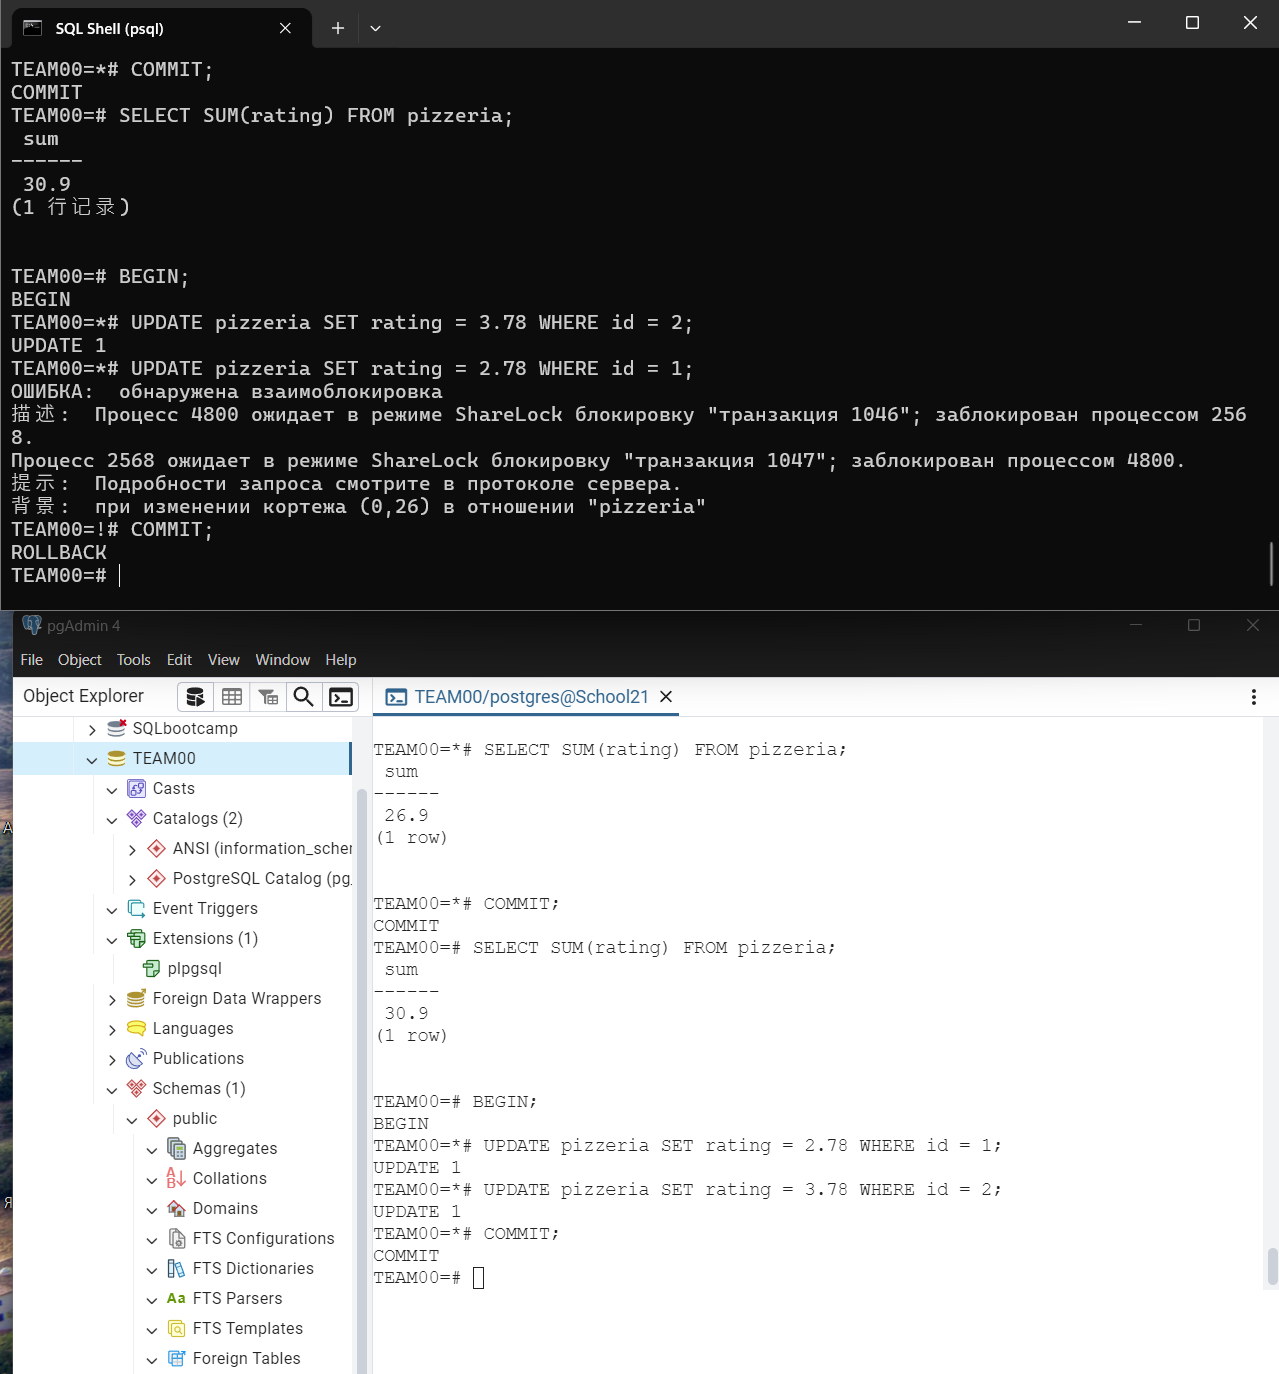 SQL Shell (psql)
TEAM00=*# COMMIT;
COMMIT
TEAM00=# SELECT SUM(rating) FROM pizzeria;
sum
------
30.9
(1 行记录)
TEAM00=# BEGIN;
BEGIN
TEAM00=*# UPDATE pizzeria SET rating = 3.78 WHERE id = 2;
UPDATE 1
TEAM00=*# UPDATE pizzeria SET rating = 2.78 WHERE id = 1;
ОШИБКА:  обнаружена взаимоблокировка
描述:  Процесс 4800 ожидает в режиме ShareLock блокировку "транзакция 1046"; заблокирован процессом 256
8.
Процесс 2568 ожидает в режиме ShareLock блокировку "транзакция 1047"; заблокирован процессом 4800.
提示:  Подробности запроса смотрите в протоколе сервера.
背景:  при изменении кортежа (0,26) в отношении "pizzeria"
TEAM00=!# COMMIT;
ROLLBACK
TEAM00=#
pgAdmin 4
File Object Tools Edit View Window Help
Object Explorer
SQLbootcamp
TEAM00
Casts
Catalogs (2)
ANSI (information_scher
PostgreSQL Catalog (pg_
Event Triggers
Extensions (1)
plpgsql
Foreign Data Wrappers
Languages
Publications
Schemas (1)
public
Aggregates
Collations
Domains
FTS Configurations
FTS Dictionaries
Aa FTS Parsers
FTS Templates
Foreign Tables
TEAM00/postgres@School21
TEAM00=*# SELECT SUM(rating) FROM pizzeria;
sum
------
26.9
(1 row)
TEAM00=*# COMMIT;
COMMIT
TEAM00=# SELECT SUM(rating) FROM pizzeria;
sum
------
30.9
(1 row)
TEAM00=# BEGIN;
BEGIN
TEAM00=*# UPDATE pizzeria SET rating = 2.78 WHERE id = 1;
UPDATE 1
TEAM00=*# UPDATE pizzeria SET rating = 3.78 WHERE id = 2;
UPDATE 1
TEAM00=*# COMMIT;
COMMIT
TEAM00=#